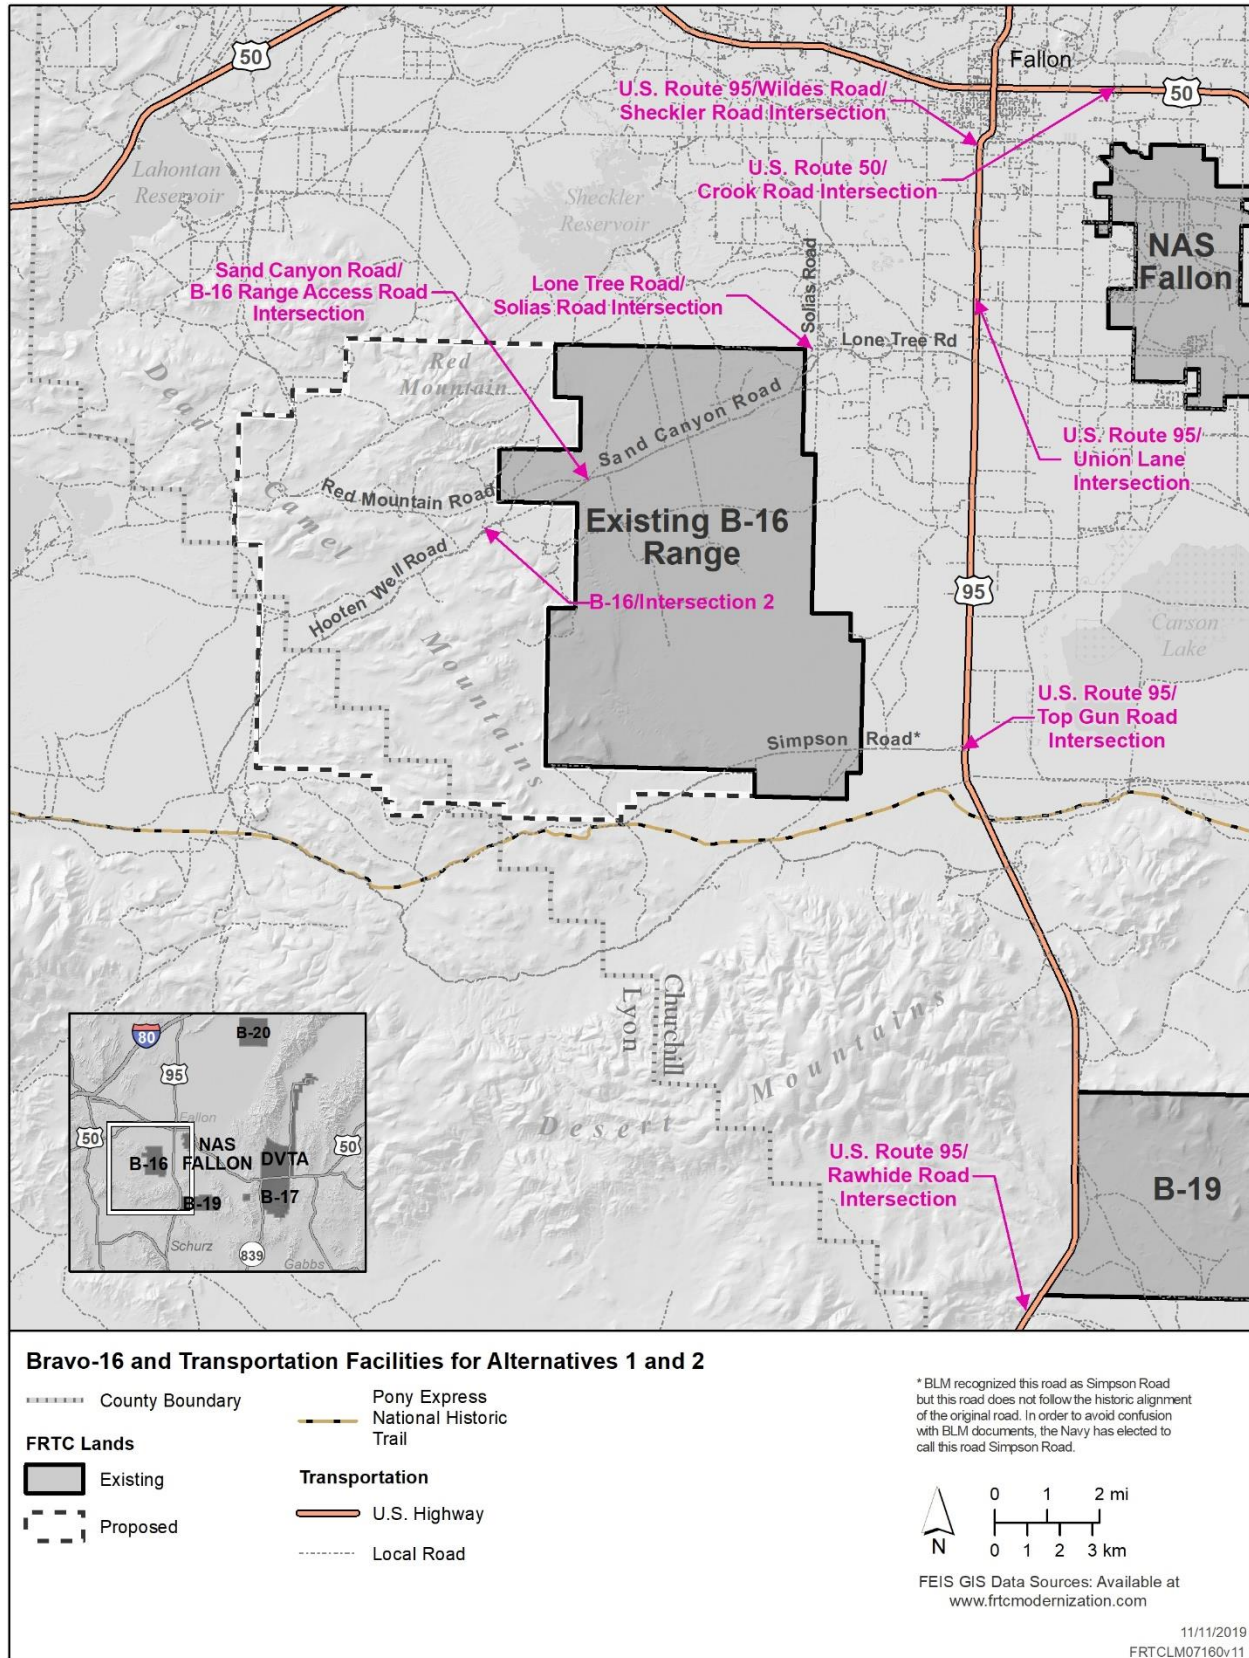 50
Fallon
U.S. Route 95/Wildes Road/
Sheckler Road Intersection
50
U.S. Route 50/
Crook Road Intersection
Lahontan
Reservoir
Sheckler
Reservoir
NAS
Fallon
Sand Canyon Road/
B-16 Range Access Road
Intersection
Lone Tree Road/
Solias Road Intersection
Solias Road
Lone Tree Rd
Red
Mountain
Dead
Camel
Mountains
Sand Canyon Road
U.S. Route 95/
Union Lane
Intersection
Red Mountain Road
Existing B-16
Range
Hooten Well Road
B-16/Intersection 2
95
Carson
Lake
U.S. Route 95/
Top Gun Road
Intersection
Simpson Road*
Lyon
Churchill
Desert
Mountains
U.S. Route 95/
Rawhide Road
Intersection
B-19
80
B-20
95
Fallon
50
NAS
FALLON
DVTA
50
B-16
B-19
B-17
Schurz
839
Gabbs
Bravo-16 and Transportation Facilities for Alternatives 1 and 2
County Boundary
FRTC Lands
Existing
Proposed
Pony Express
National Historic
Trail
Transportation
U.S. Highway
Local Road
* BLM recognized this road as Simpson Road
but this road does not follow the historic alignment
of the original road. In order to avoid confusion
with BLM documents, the Navy has elected to
call this road Simpson Road.
N
0 1 2 mi
0 1 2 3 km
FEIS GIS Data Sources: Available at
www.frtcmodernization.com
11/11/2019
FRTCLM07160v11